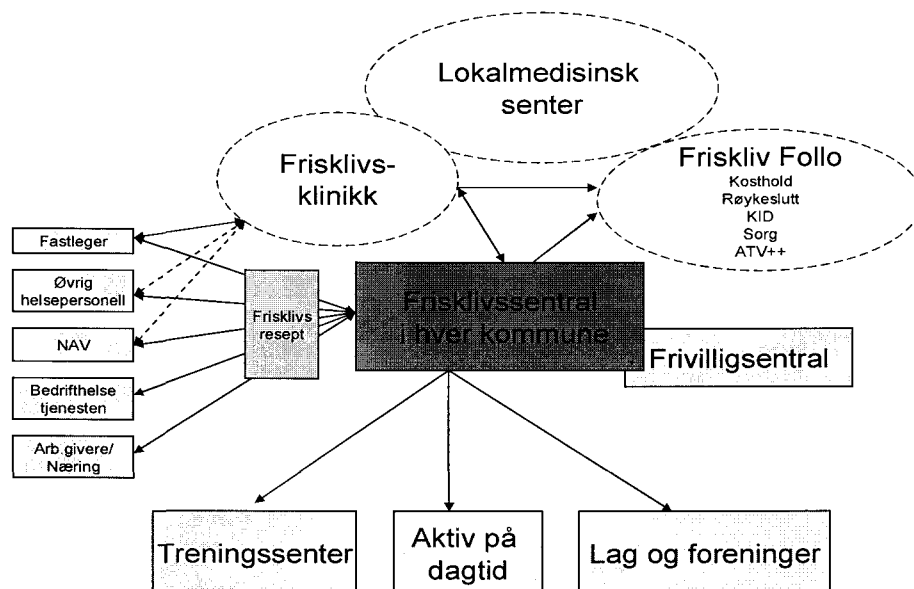 Lokalmedisinsk
senter
Frisklivs-
klinikk
Friskliv Follo
Kosthold
Røykeslutt
KID
Sorg
ATV++
Fastleger
Øvrig
helsepersonell
NAV
Bedrifthelse
tjenesten
Arb.givere/
Næring
Frisklivs
resept
Frisklivssentral
i hver kommune
Frivilligsentral
Treningssenter
Aktiv på
dagtid
Lag og foreninger